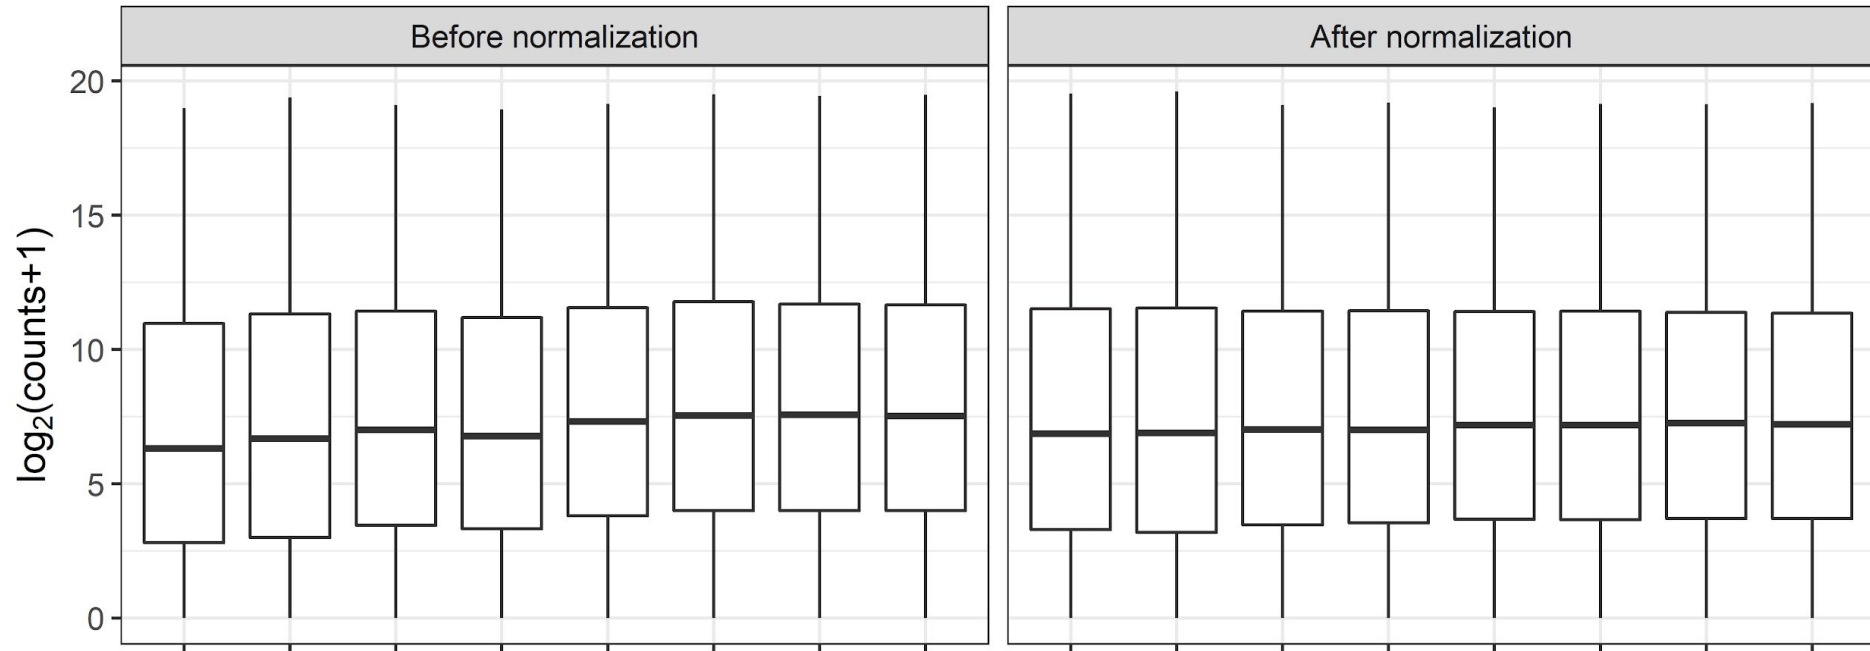 Before normalization
After normalization
log₂(counts+1)
20
15
10
5
0